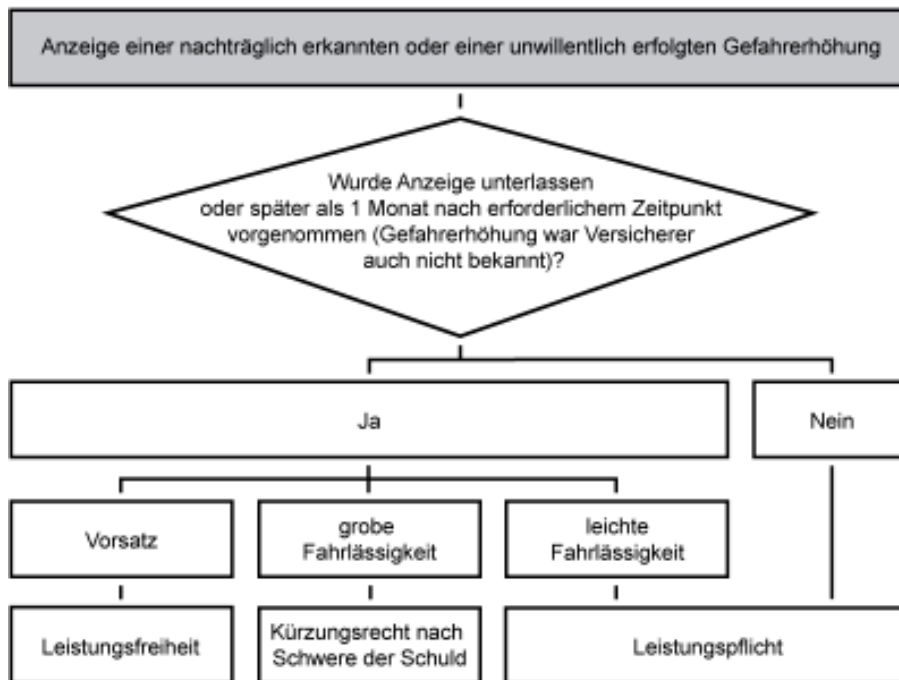 Anzeige einer nachträglich erkannten oder einer unwillentlich erfolgten Gefahrerhöhung
Wurde Anzeige unterlassen
oder später als 1 Monat nach erforderlichem Zeitpunkt
vorgenommen (Gefahrerhöhung war Versicherer
auch nicht bekannt)?
Ja
Nein
Vorsatz
grobe
Fahrlässigkeit
leichte
Fahrlässigkeit
Leistungsfreiheit
Kürzungsrecht nach
Schwere der Schuld
Leistungspflicht